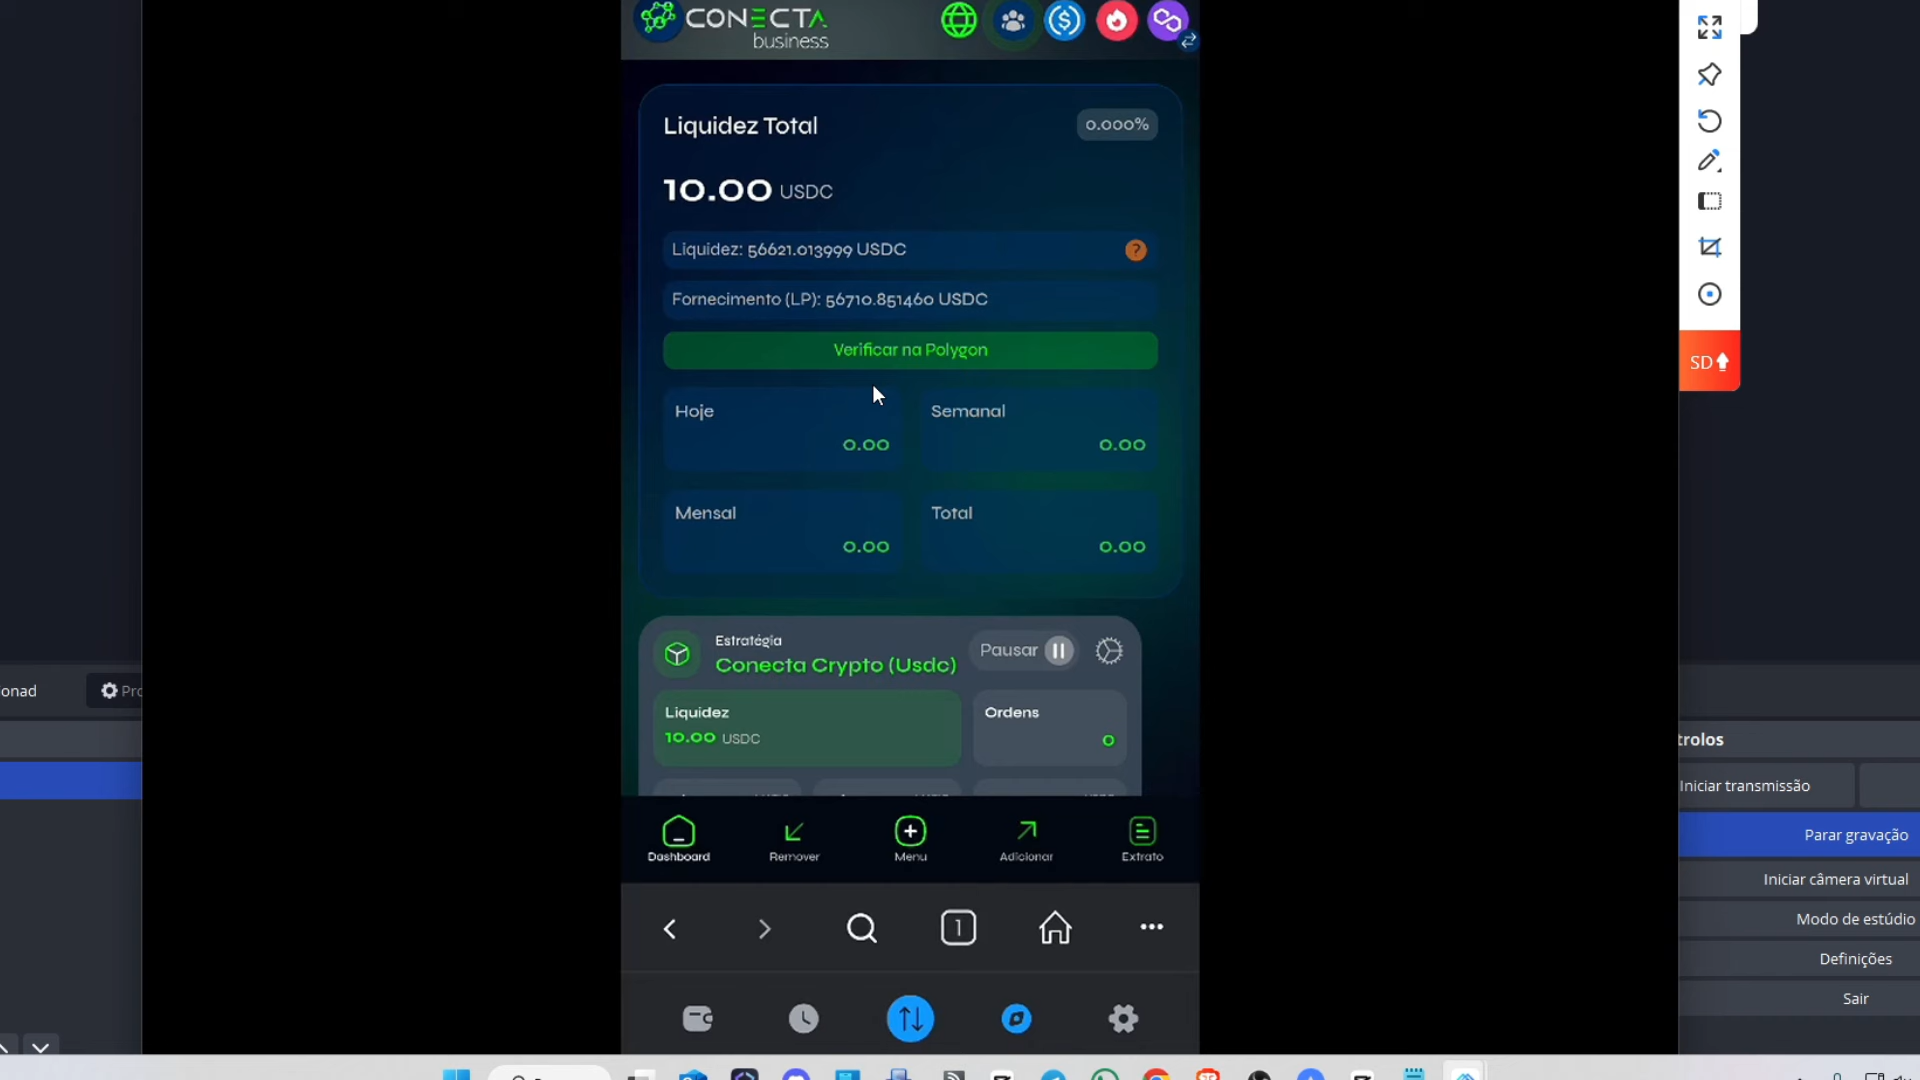 CONECTA
business
Liquidez Total
0.000%
10.00 USDC
Liquidez: 56621.013999 USDC
?
Fornecimento (LP): 56710.851460 USDC
Verificar na Polygon
Hoje
0.00
Semanal
0.00
Mensal
0.00
Total
0.00
Estratégia
Conecta Crypto (Usdc)
Pausar
Liquidez
10.00 USDC
Ordens
0
Dashboard
Remover
Menu
Adicionar
Extrato
1
SD
ionad
Pro
trolos
Iniciar transmissão
Parar gravação
Iniciar câmera virtual
Modo de estúdio
Definições
Sair